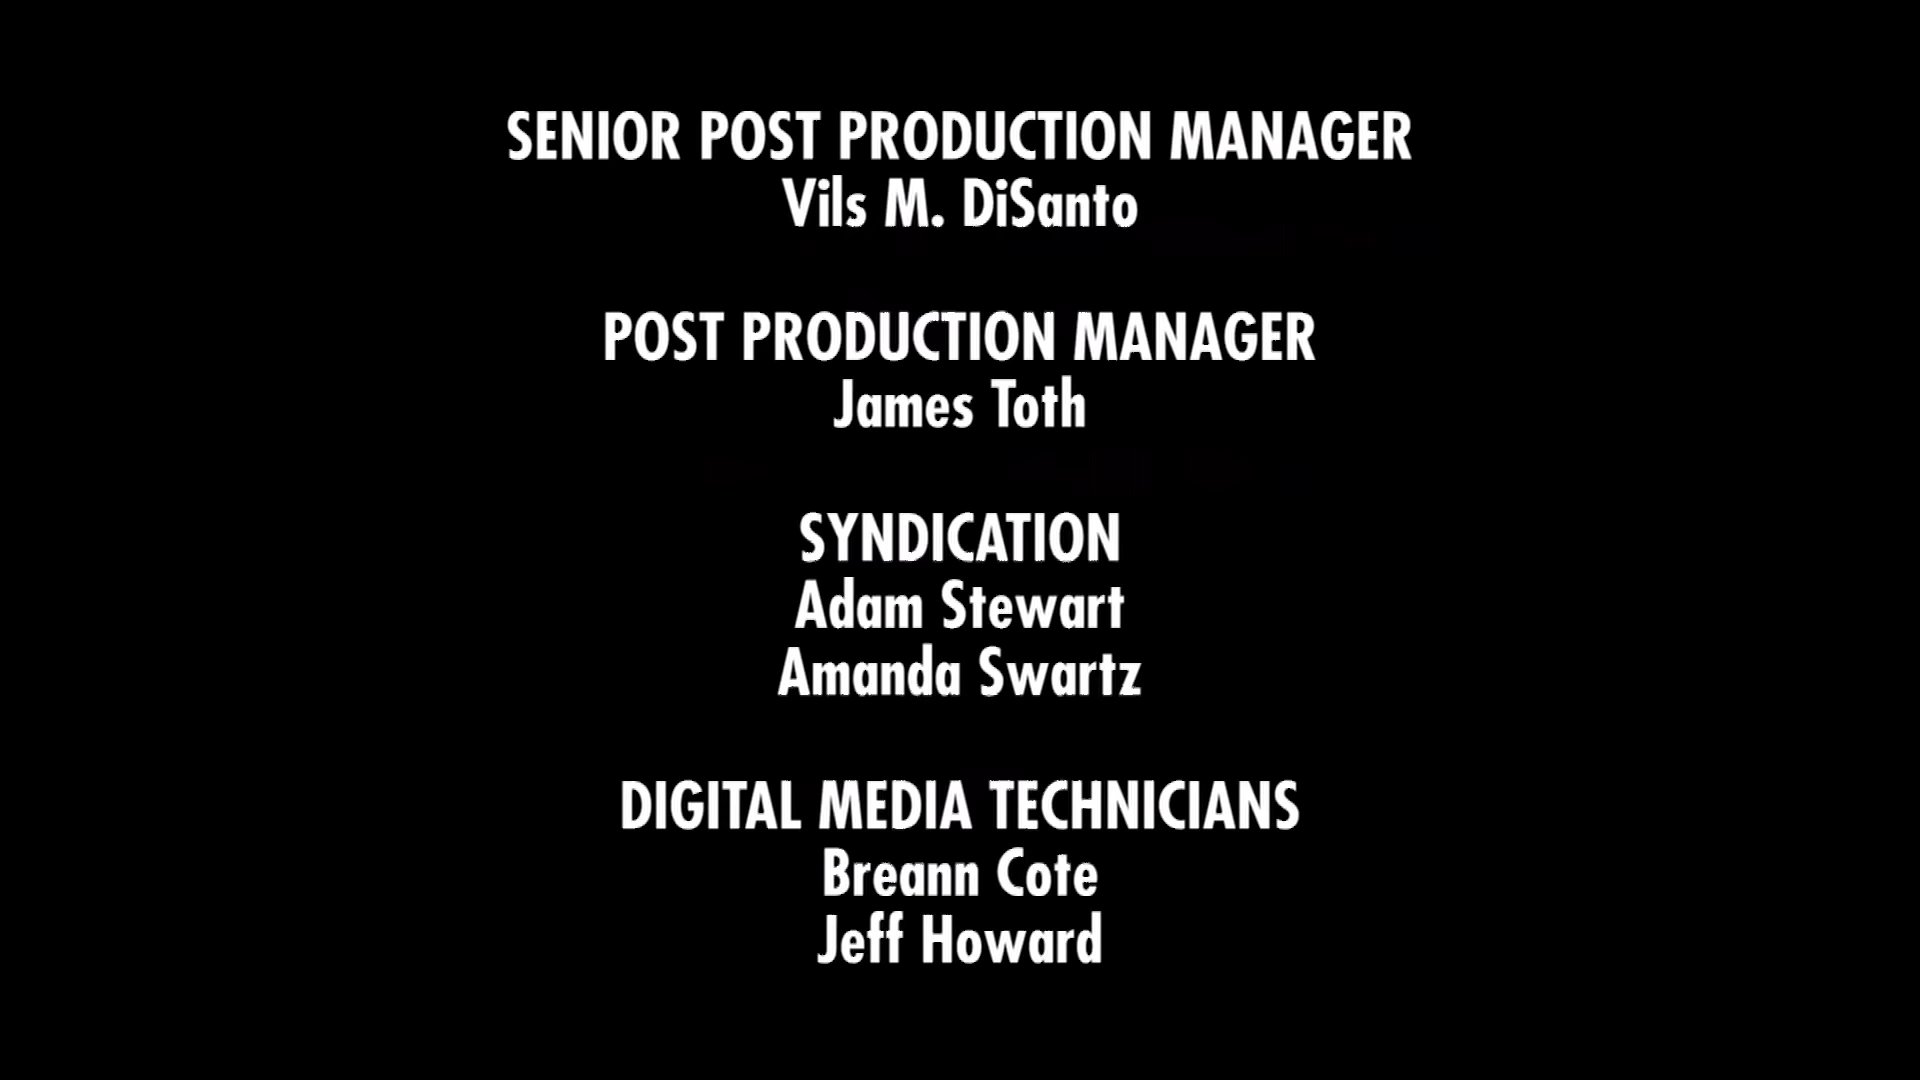 SENIOR POST PRODUCTION MANAGER
Vils M. DiSanto
POST PRODUCTION MANAGER
James Toth
SYNDICATION
Adam Stewart
Amanda Swartz
DIGITAL MEDIA TECHNICIANS
Breann Cote
Jeff Howard